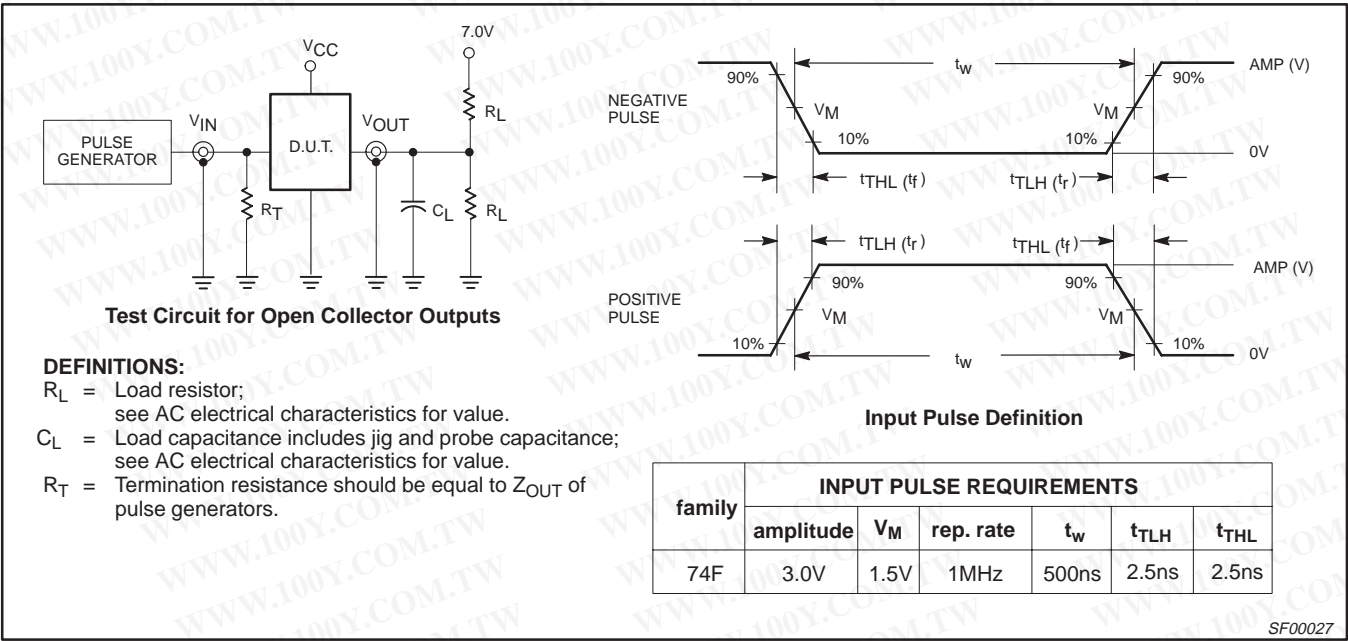 7.0V
VCC
RL
VIN
VOUT
PULSE
GENERATOR
D.U.T.
RT
CL
RL
Test Circuit for Open Collector Outputs
DEFINITIONS:
RL = Load resistor;
see AC electrical characteristics for value.
CL = Load capacitance includes jig and probe capacitance;
see AC electrical characteristics for value.
RT = Termination resistance should be equal to ZOUT of
pulse generators.
NEGATIVE
PULSE
90%
tw
90%
AMP (V)
VM
VM
10%
10%
0V
tTHL (tf)
tTLH (tr)
tTLH (tr)
tTHL (tf)
AMP (V)
POSITIVE
PULSE
90%
90%
VM
VM
10%
10%
tw
0V
Input Pulse Definition
family
INPUT PULSE REQUIREMENTS
amplitude VM rep. rate tw tTLH tTHL
74F 3.0V 1.5V 1MHz 500ns 2.5ns 2.5ns
SF00027
WWW.100Y.COM.TW